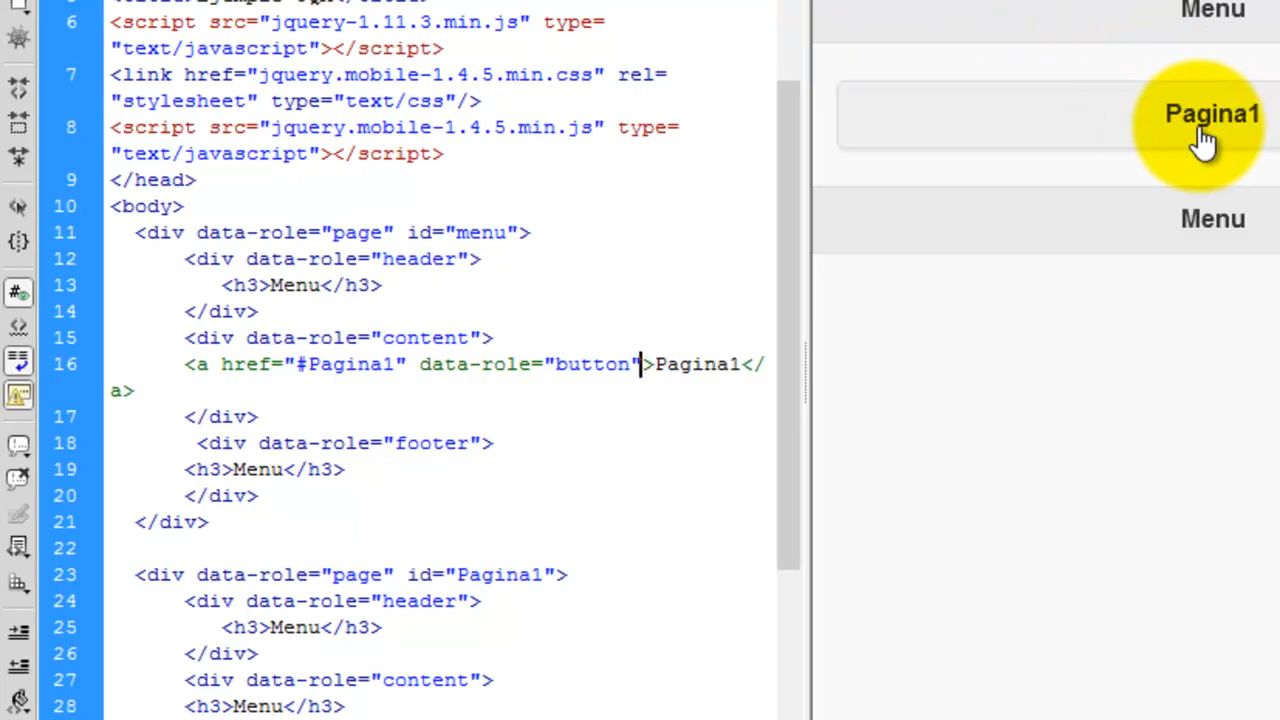 6 <script src="jquery-1.11.3.min.js" type=
"text/javascript"></script>
7 <link href="jquery.mobile-1.4.5.min.css" rel=
"stylesheet" type="text/css"/>
8 <script src="jquery.mobile-1.4.5.min.js" type=
"text/javascript"></script>
9 </head>
10 <body>
11 <div data-role="page" id="menu">
12 <div data-role="header">
13 <h3>Menu</h3>
14 </div>
15 <div data-role="content">
16 <a href="#Pagina1" data-role="button">Pagina1</
a>
17 </div>
18 <div data-role="footer">
19 <h3>Menu</h3>
20 </div>
21 </div>
22
23 <div data-role="page" id="Pagina1">
24 <div data-role="header">
25 <h3>Menu</h3>
26 </div>
27 <div data-role="content">
28 <h3>Menu</h3>
Menu
Pagina1
Menu